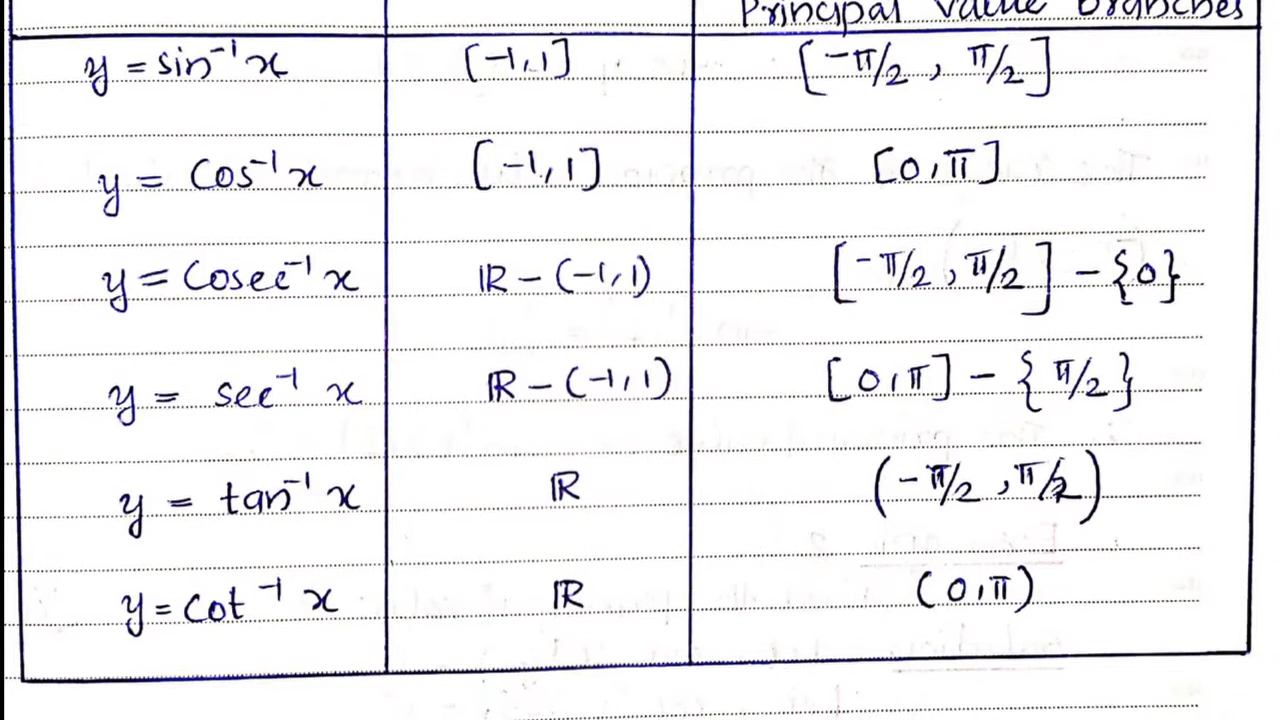 Principal Value Branches
y = sin⁻¹x [-1,1] [-π/2, π/2]
y = Cos⁻¹x [-1,1] [0,π]
y = Cosec⁻¹x ℝ-(-1,1) [-π/2, π/2] - {0}
y = sec⁻¹ x ℝ-(-1,1) [0,π] - {π/2}
y = tan⁻¹ x ℝ (-π/2, π/2)
y = cot⁻¹ x ℝ (0,π)